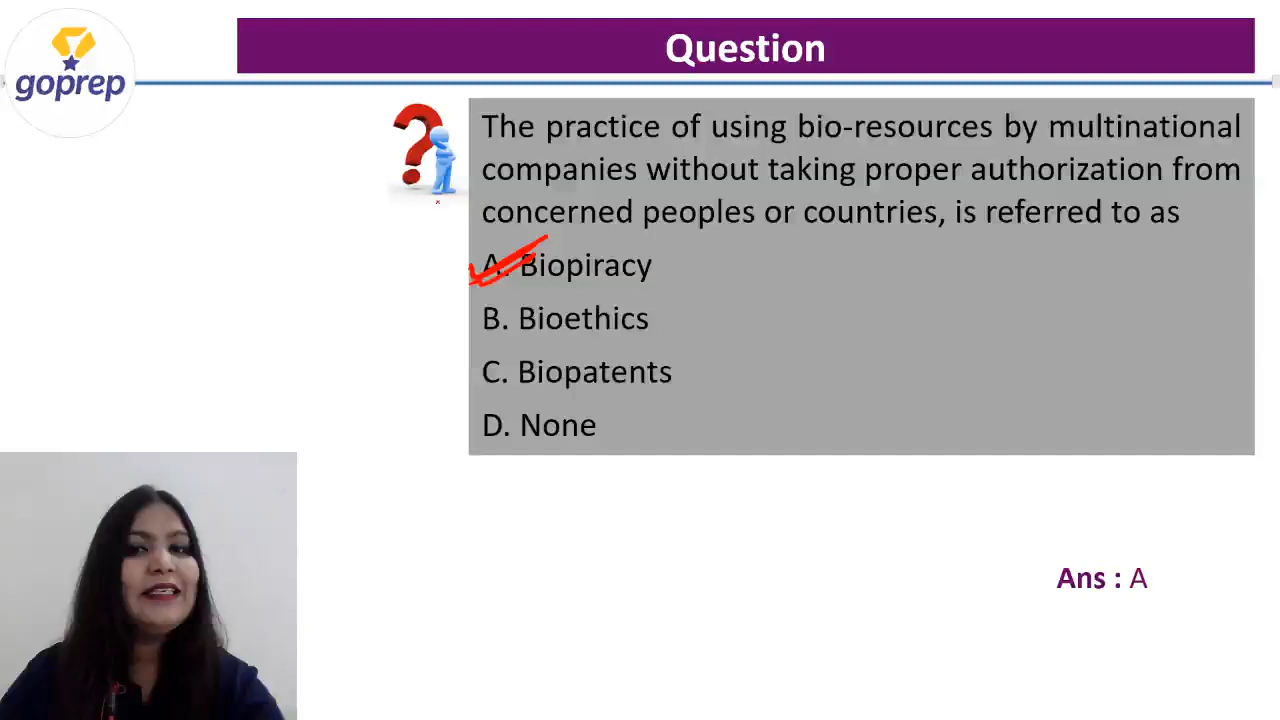 goprep
Question
The practice of using bio-resources by multinational
companies without taking proper authorization from
concerned peoples or countries, is referred to as
A. Biopiracy
B. Bioethics
C. Biopatents
D. None
Ans : A